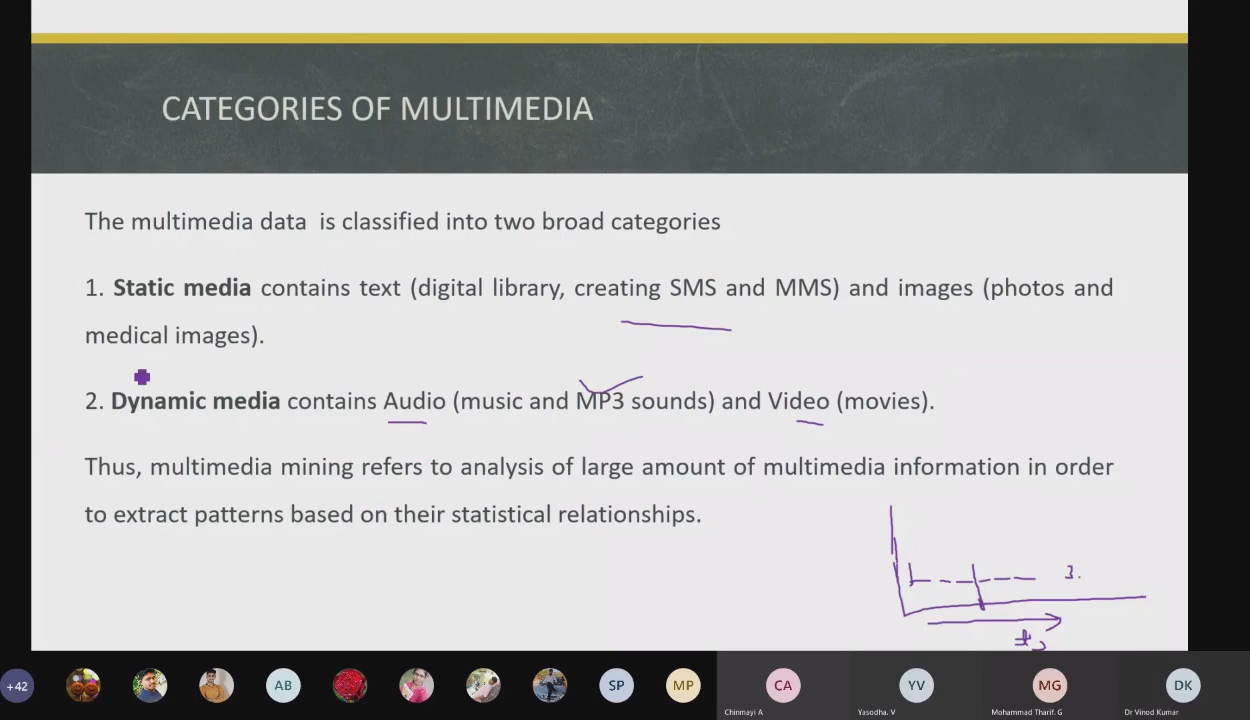 CATEGORIES OF MULTIMEDIA
The multimedia data is classified into two broad categories
1. Static media contains text (digital library, creating SMS and MMS) and images (photos and
medical images).
2. Dynamic media contains Audio (music and MP3 sounds) and Video (movies).
Thus, multimedia mining refers to analysis of large amount of multimedia information in order
to extract patterns based on their statistical relationships.
3.
+42
AB
SP
MP
CA
YV
MG
DK
Chinmayi A
Yasodha. V
Mohammad Tharif. G
Dr Vinod Kumar